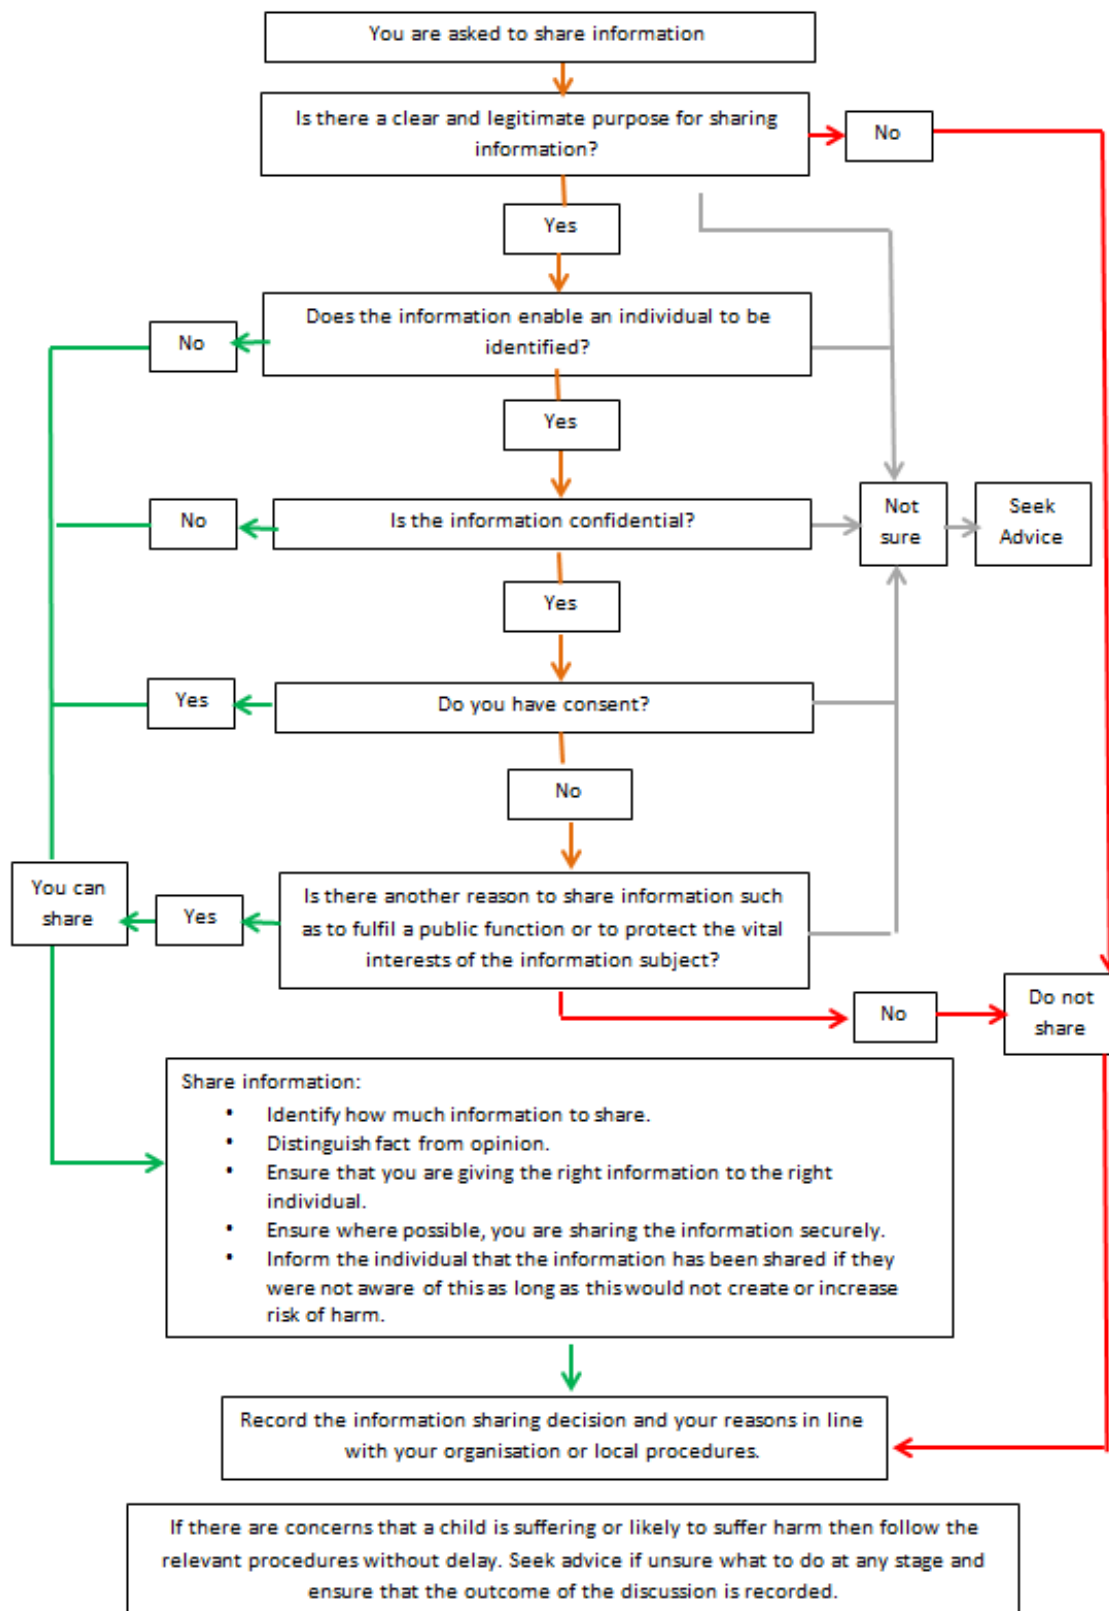 You are asked to share information
Is there a clear and legitimate purpose for sharing
information?
No
Yes
Does the information enable an individual to be
identified?
No
Yes
Is the information confidential?
No
Not
sure
Seek
Advice
Yes
Do you have consent?
Yes
No
Is there another reason to share information such
as to fulfil a public function or to protect the vital
interests of the information subject?
Yes
You can
share
No
Do not
share
Share information:
• Identify how much information to share.
• Distinguish fact from opinion.
• Ensure that you are giving the right information to the right
individual.
• Ensure where possible, you are sharing the information securely.
• Inform the individual that the information has been shared if they
were not aware of this as long as this would not create or increase
risk of harm.
Record the information sharing decision and your reasons in line
with your organisation or local procedures.
If there are concerns that a child is suffering or likely to suffer harm then follow the
relevant procedures without delay. Seek advice if unsure what to do at any stage and
ensure that the outcome of the discussion is recorded.